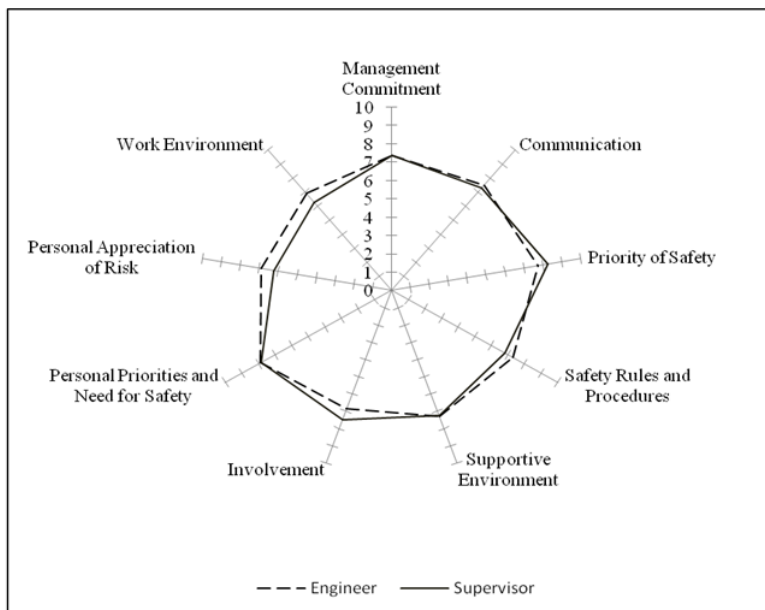 Management
Commitment
10
9
8
7
6
5
4
3
2
1
0
Communication
Priority of Safety
Safety Rules and
Procedures
Supportive
Environment
Involvement
Personal Priorities and
Need for Safety
Personal Appreciation
of Risk
Work Environment
Engineer
Supervisor